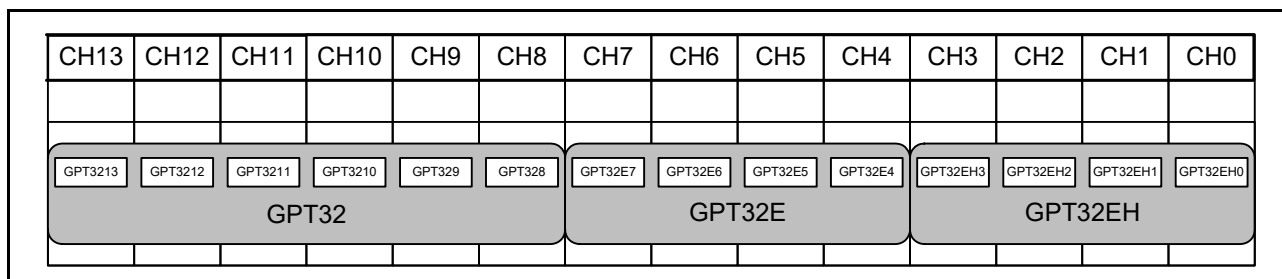 CH13 CH12 CH11 CH10 CH9 CH8 CH7 CH6 CH5 CH4 CH3 CH2 CH1 CH0
GPT3213 GPT3212 GPT3211 GPT3210 GPT329 GPT328 GPT32E7 GPT32E6 GPT32E5 GPT32E4 GPT32EH3 GPT32EH2 GPT32EH1 GPT32EH0
GPT32 GPT32E GPT32EH